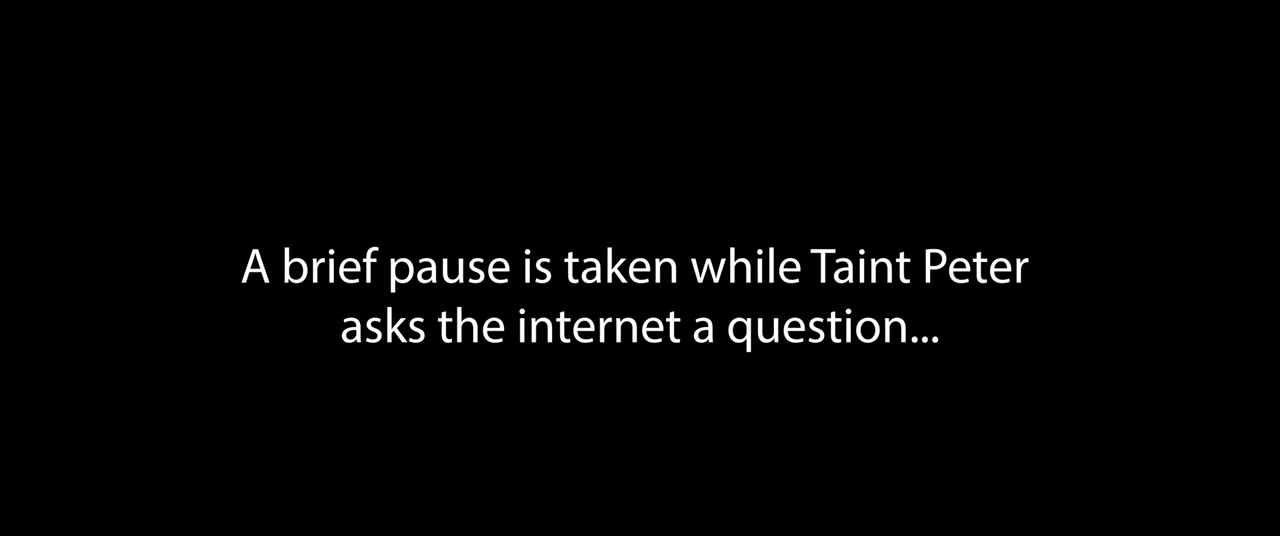 A brief pause is taken while Taint Peter
asks the internet a question...